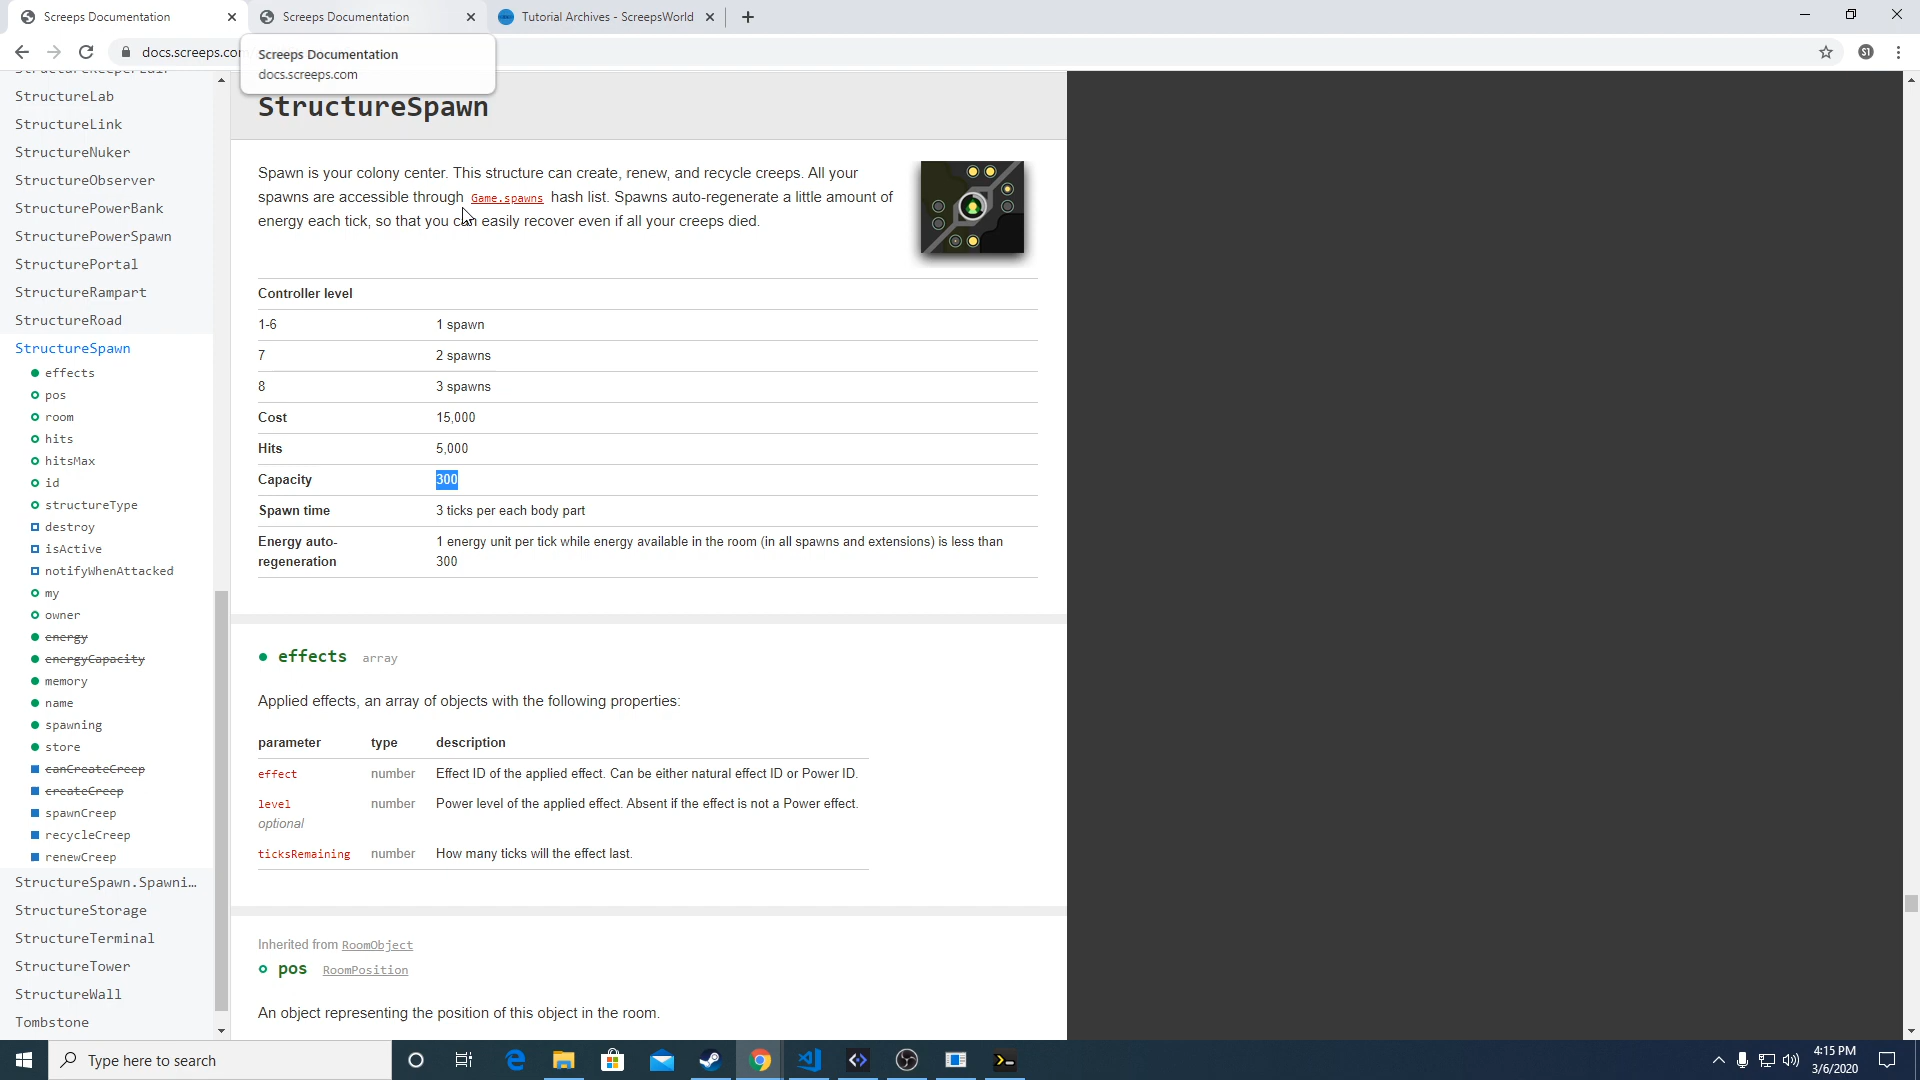 Screeps Documentation
Screeps Documentation
Tutorial Archives - ScreepsWorld
docs.screeps.com
S1
Screeps Documentation
docs.screeps.com
StructureLab
StructureLink
StructureNuker
StructureObserver
StructurePowerBank
StructurePowerSpawn
StructurePortal
StructureRampart
StructureRoad
StructureSpawn
effects
pos
room
hits
hitsMax
id
structureType
destroy
isActive
notifyWhenAttacked
my
owner
energy
energyCapacity
memory
name
spawning
store
canCreateCreep
createCreep
spawnCreep
recycleCreep
renewCreep
StructureSpawn.Spawni…
StructureStorage
StructureTerminal
StructureTower
StructureWall
Tombstone
StructureSpawn
Spawn is your colony center. This structure can create, renew, and recycle creeps. All your
spawns are accessible through Game.spawns hash list. Spawns auto-regenerate a little amount of
energy each tick, so that you can easily recover even if all your creeps died.
Controller level
1-6 1 spawn
7 2 spawns
8 3 spawns
Cost 15,000
Hits 5,000
Capacity 300
Spawn time 3 ticks per each body part
Energy auto- 1 energy unit per tick while energy available in the room (in all spawns and extensions) is less than
regeneration 300
effects array
Applied effects, an array of objects with the following properties:
parameter type description
effect number Effect ID of the applied effect. Can be either natural effect ID or Power ID.
level number Power level of the applied effect. Absent if the effect is not a Power effect.
optional
ticksRemaining number How many ticks will the effect last.
Inherited from RoomObject
pos RoomPosition
An object representing the position of this object in the room.
Type here to search
4:15 PM
3/6/2020